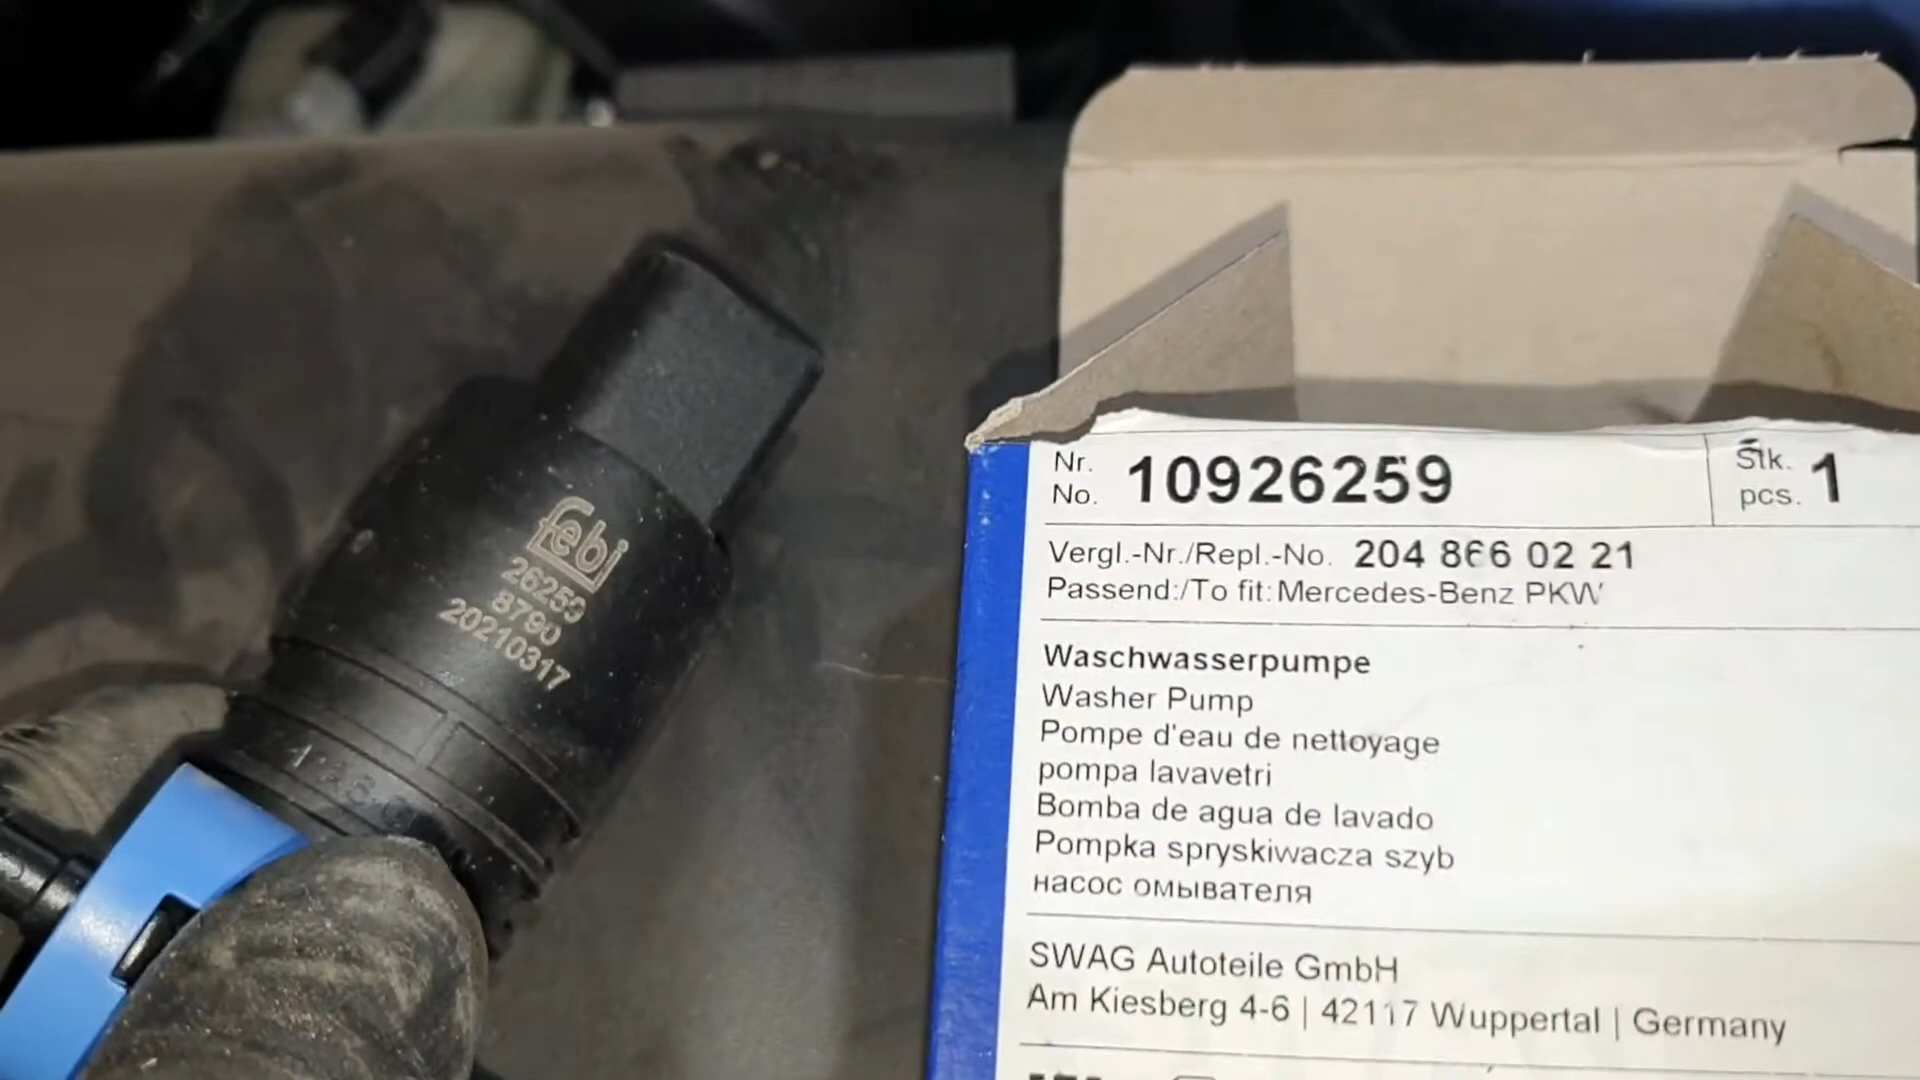 febi
26259
8790
20210317
Nr.
No. 10926259
Stk.
pcs. 1
Vergl.-Nr./Repl.-No. 204 866 02 21
Passend:/To fit: Mercedes-Benz PKW
Waschwasserpumpe
Washer Pump
Pompe d'eau de nettoyage
pompa lavavetri
Bomba de agua de lavado
Pompka spryskiwacza szyb
насос омывателя
SWAG Autoteile GmbH
Am Kiesberg 4-6 | 42117 Wuppertal | Germany